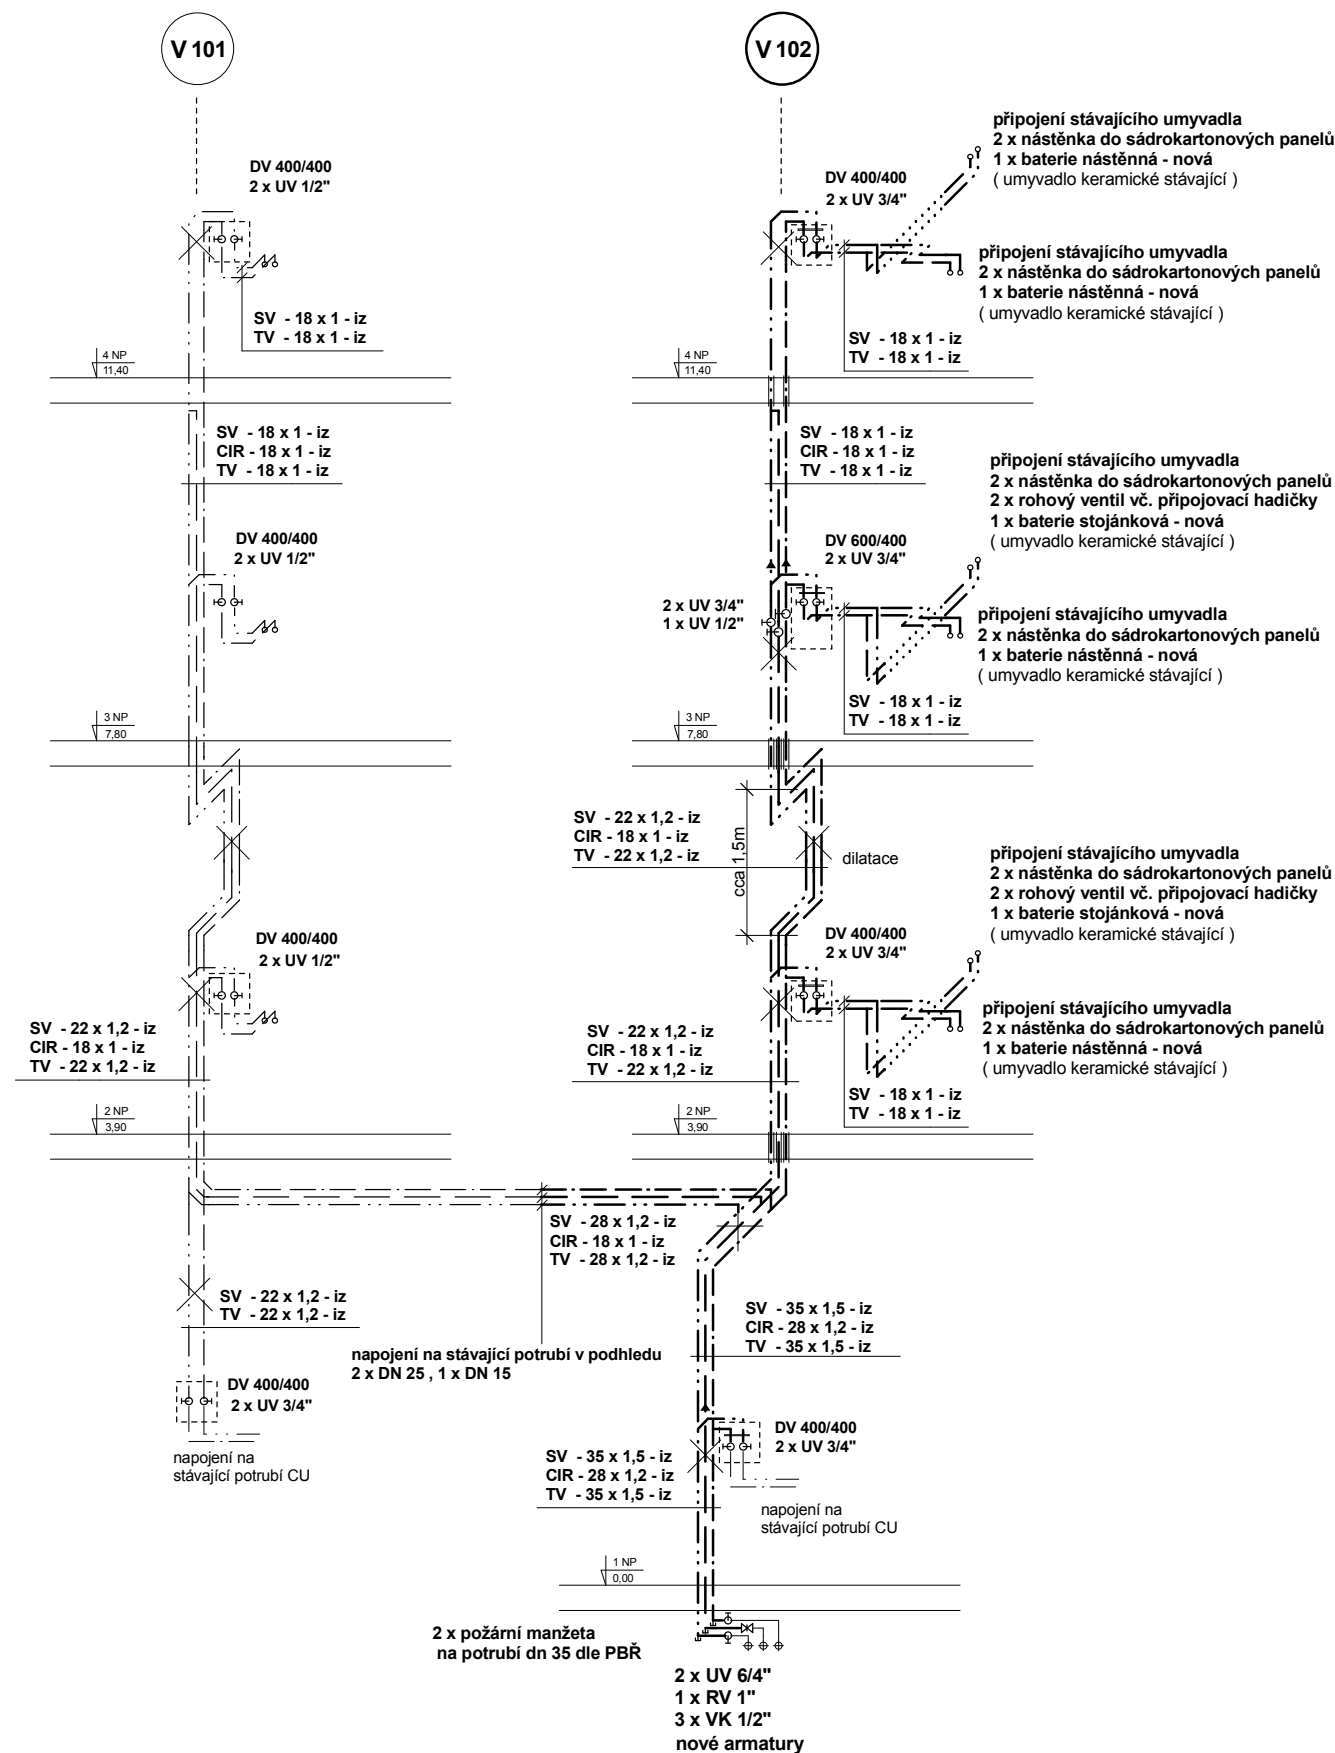 V 101
V 102
DV 400/400
2 x UV 1/2"
SV - 18 x 1 - iz
TV - 18 x 1 - iz
4 NP
11,40
SV - 18 x 1 - iz
CIR - 18 x 1 - iz
TV - 18 x 1 - iz
DV 400/400
2 x UV 1/2"
3 NP
7,80
DV 400/400
2 x UV 1/2"
SV - 22 x 1,2 - iz
CIR - 18 x 1 - iz
TV - 22 x 1,2 - iz
2 NP
3,90
SV - 22 x 1,2 - iz
TV - 22 x 1,2 - iz
DV 400/400
2 x UV 3/4"
napojení na
stávající potrubí CU
připojení stávajícího umyvadla
2 x nástěnka do sádrokartonových panelů
1 x baterie nástěnná - nová
( umyvadlo keramické stávající )
DV 400/400
2 x UV 3/4"
připojení stávajícího umyvadla
2 x nástěnka do sádrokartonových panelů
1 x baterie nástěnná - nová
( umyvadlo keramické stávající )
SV - 18 x 1 - iz
TV - 18 x 1 - iz
4 NP
11,40
SV - 18 x 1 - iz
CIR - 18 x 1 - iz
TV - 18 x 1 - iz
připojení stávajícího umyvadla
2 x nástěnka do sádrokartonových panelů
2 x rohový ventil vč. připojovací hadičky
1 x baterie stojánková - nová
( umyvadlo keramické stávající )
DV 600/400
2 x UV 3/4"
2 x UV 3/4"
1 x UV 1/2"
připojení stávajícího umyvadla
2 x nástěnka do sádrokartonových panelů
1 x baterie nástěnná - nová
( umyvadlo keramické stávající )
SV - 18 x 1 - iz
TV - 18 x 1 - iz
3 NP
7,80
SV - 22 x 1,2 - iz
CIR - 18 x 1 - iz
TV - 22 x 1,2 - iz
cca 1,5m
dilatace
připojení stávajícího umyvadla
2 x nástěnka do sádrokartonových panelů
2 x rohový ventil vč. připojovací hadičky
1 x baterie stojánková - nová
( umyvadlo keramické stávající )
DV 400/400
2 x UV 3/4"
připojení stávajícího umyvadla
2 x nástěnka do sádrokartonových panelů
1 x baterie nástěnná - nová
( umyvadlo keramické stávající )
SV - 22 x 1,2 - iz
CIR - 18 x 1 - iz
TV - 22 x 1,2 - iz
SV - 18 x 1 - iz
TV - 18 x 1 - iz
2 NP
3,90
SV - 28 x 1,2 - iz
CIR - 18 x 1 - iz
TV - 28 x 1,2 - iz
napojení na stávající potrubí v podhledu
2 x DN 25 , 1 x DN 15
SV - 35 x 1,5 - iz
CIR - 28 x 1,2 - iz
TV - 35 x 1,5 - iz
DV 400/400
2 x UV 3/4"
SV - 35 x 1,5 - iz
CIR - 28 x 1,2 - iz
TV - 35 x 1,5 - iz
napojení na
stávající potrubí CU
1 NP
0,00
2 x požární manžeta
na potrubí dn 35 dle PBŘ
2 x UV 6/4"
1 x RV 1"
3 x VK 1/2"
nové armatury